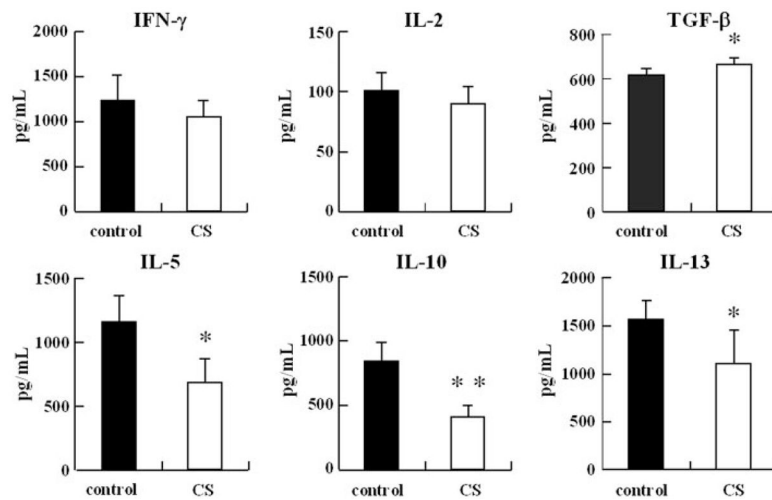 IFN-γ
2000
1500
1000
500
0
pg/mL
control CS
IL-2
150
100
50
0
pg/mL
control CS
TGF-β
800
600
400
200
0
pg/mL
*
control CS
IL-5
1500
1000
500
0
pg/mL
*
control CS
IL-10
1500
1000
500
0
pg/mL
* *
control CS
IL-13
2000
1500
1000
500
0
pg/mL
*
control CS